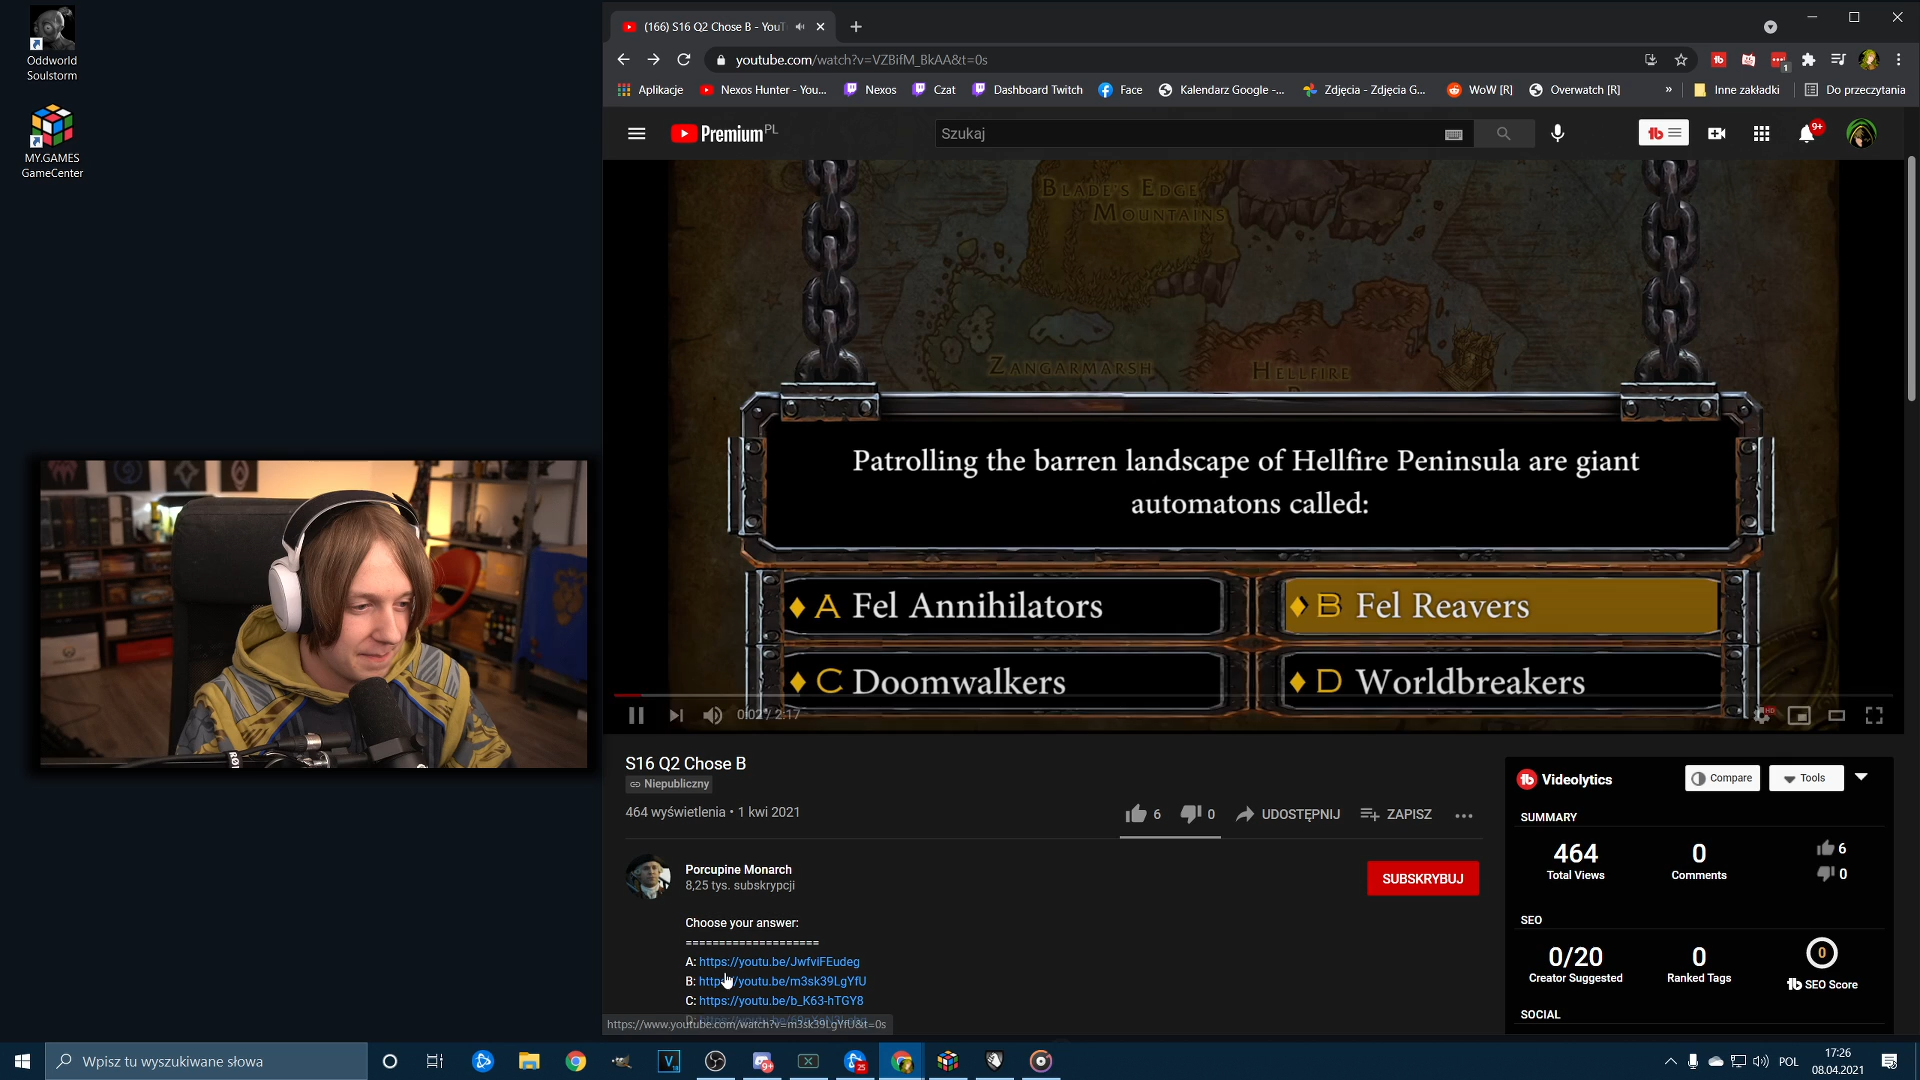 Oddworld
Soulstorm
MY.GAMES
GameCenter
(166) S16 Q2 Chose B - YouT
youtube.com/watch?v=VZBifM_BkAA&t=0s
Aplikacje
Nexos Hunter - You...
Nexos
Czat
Dashboard Twitch
Face
Kalendarz Google -...
Zdjęcia - Zdjęcia G...
WoW [R]
Overwatch [R]
»
Inne zakładki
Do przeczytania
Premium PL
Szukaj
9+
BLADE'S EDGE
MOUNTAINS
ZANGARMARSH
HELLFIRE
Patrolling the barren landscape of Hellfire Peninsula are giant
automatons called:
A Fel Annihilators
B Fel Reavers
C Doomwalkers
D Worldbreakers
0:02 / 2:17
HD
S16 Q2 Chose B
Niepubliczny
464 wyświetlenia • 1 kwi 2021
6
0
UDOSTĘPNIJ
ZAPISZ
Porcupine Monarch
8,25 tys. subskrypcji
SUBSKRYBUJ
Choose your answer:
====================
A: https://youtu.be/JwfviFEudeg
B: https://youtu.be/m3sk39LgYfU
C: https://youtu.be/b_K63-hTGY8
https://www.youtube.com/watch?v=m3sk39LgYfU&t=0s
Videolytics
Compare
Tools
SUMMARY
464
Total Views
0
Comments
6
0
SEO
0/20
Creator Suggested
0
Ranked Tags
0
SEO Score
SOCIAL
Wpisz tu wyszukiwane słowa
9+
25
POL
17:26
08.04.2021